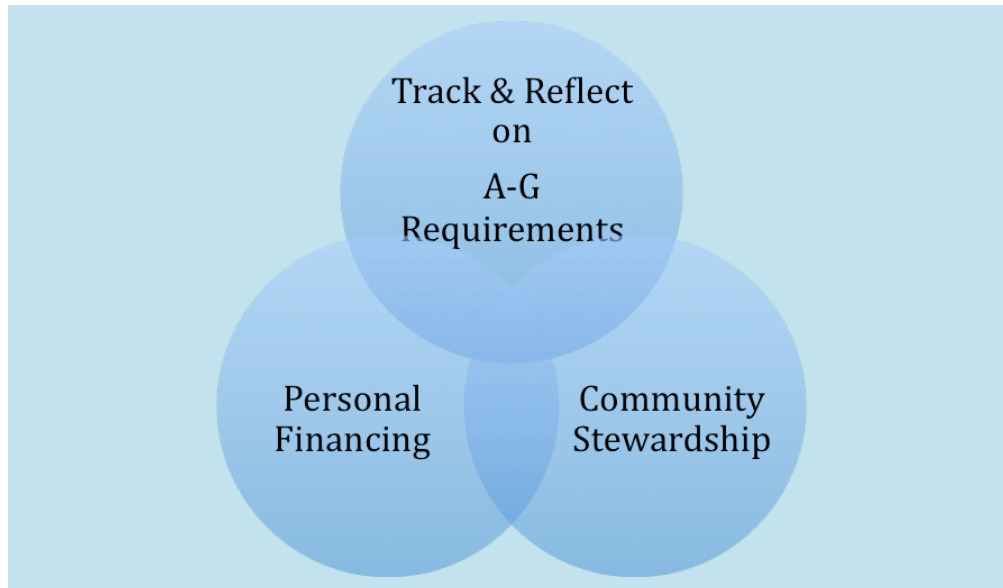 Track & Reflect
on
A-G
Requirements
Personal
Financing
Community
Stewardship